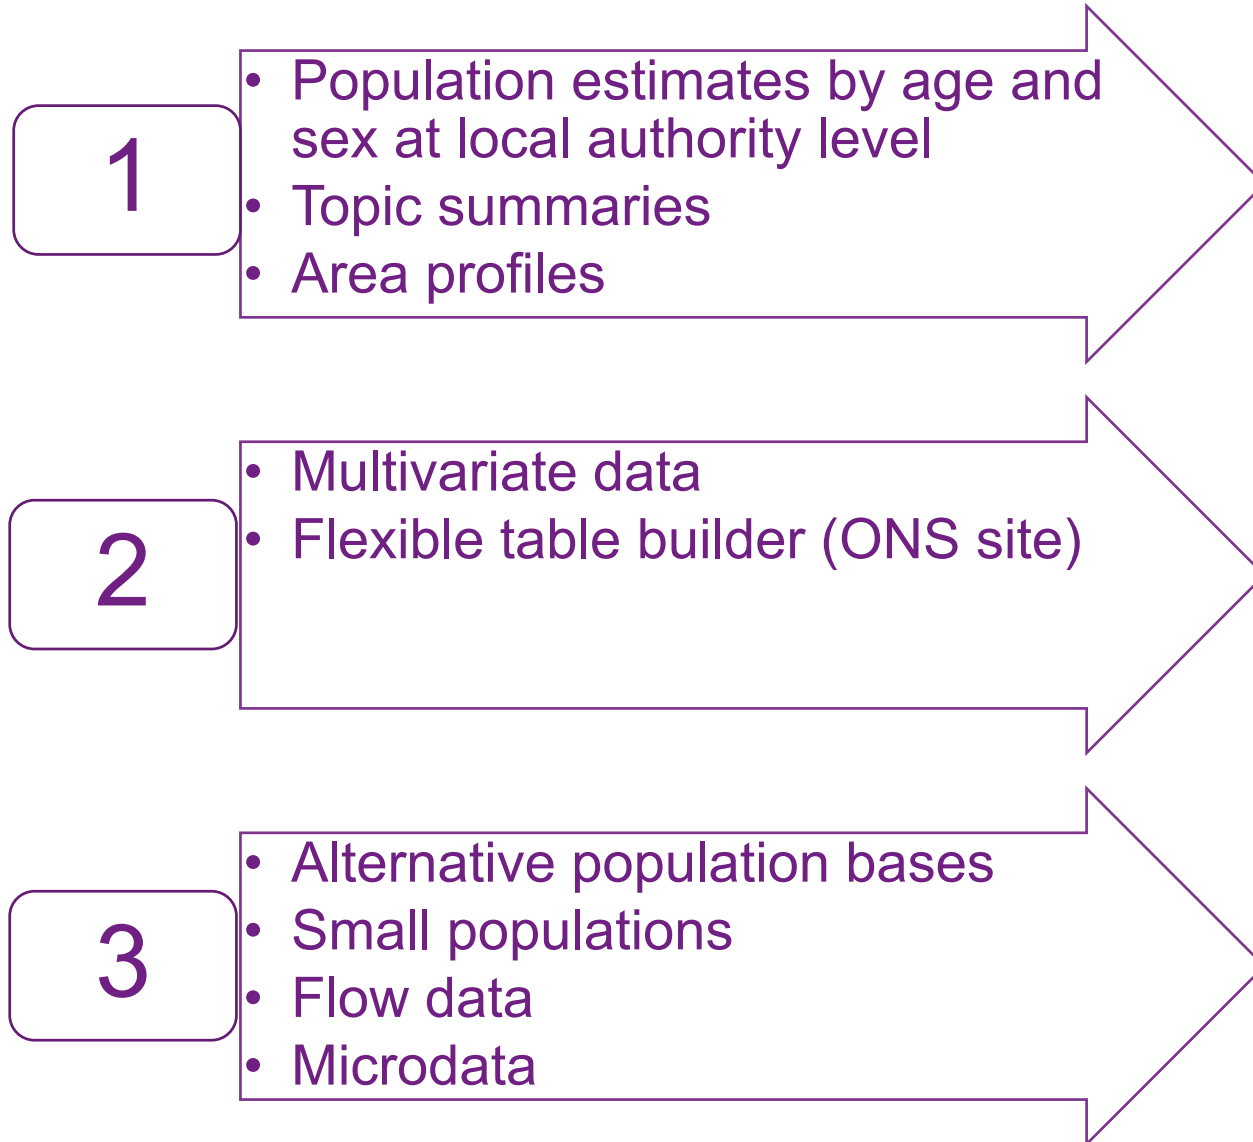 1
• Population estimates by age and
sex at local authority level
• Topic summaries
• Area profiles
2
• Multivariate data
• Flexible table builder (ONS site)
3
• Alternative population bases
• Small populations
• Flow data
• Microdata